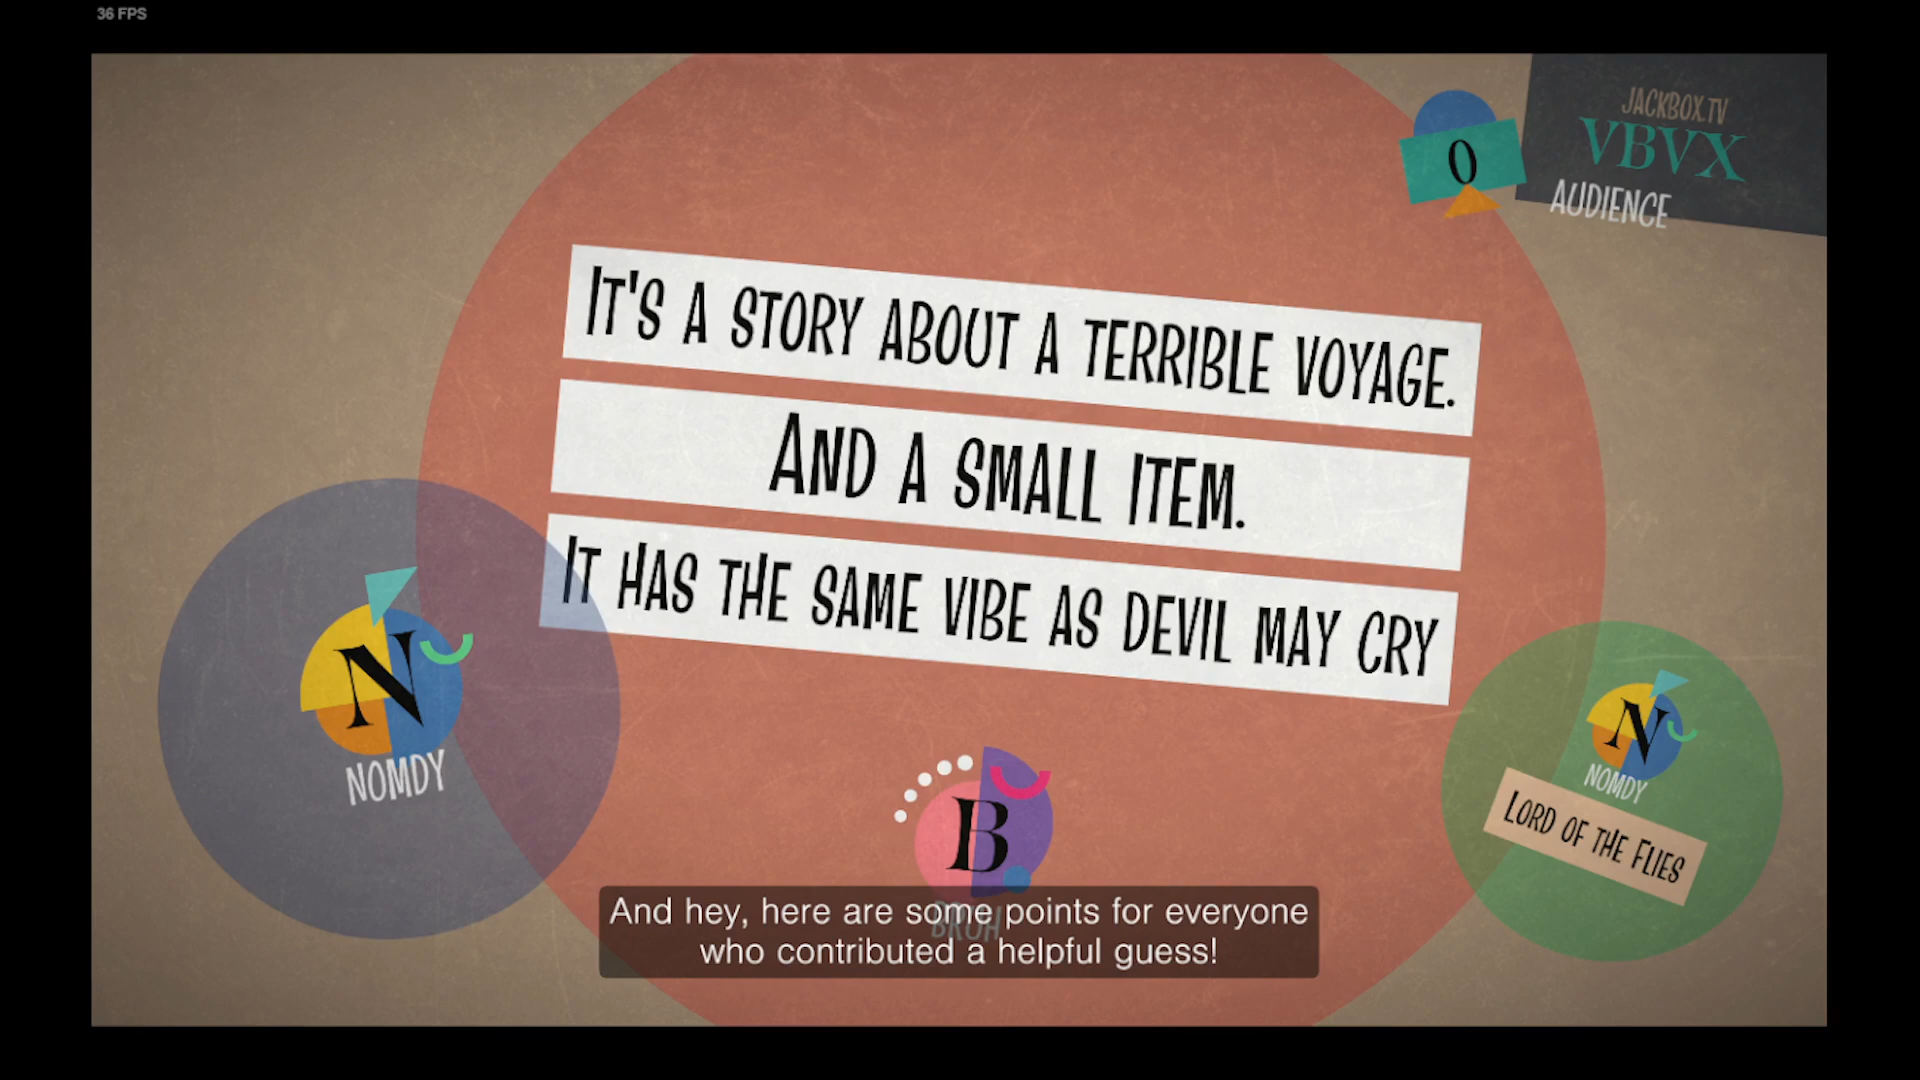 36 FPS
JACKBOX.TV
VBVX
0
AUDIENCE
IT'S A STORY ABOUT A TERRIBLE VOYAGE.
AND A SMALL ITEM.
IT HAS THE SAME VIBE AS DEVIL MAY CRY
N
NOMDY
N
NOMDY
LORD OF THE FLIES
B
BRUH
And hey, here are some points for everyone
who contributed a helpful guess!